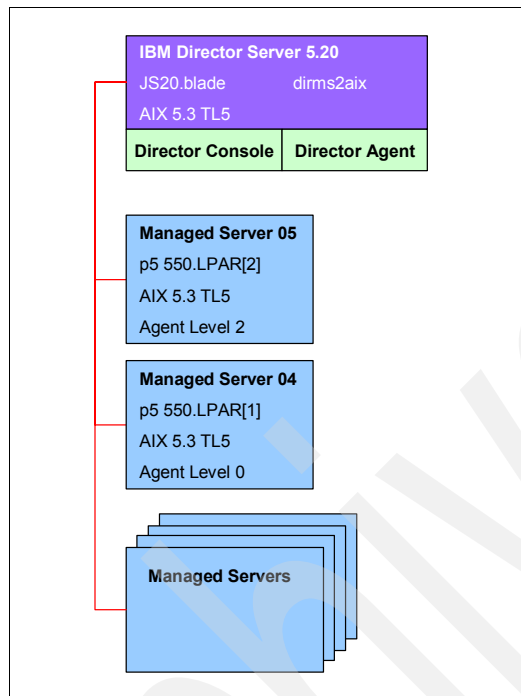 IBM Director Server 5.20
JS20.blade dirms2aix
AIX 5.3 TL5
Director Console Director Agent
Managed Server 05
p5 550.LPAR[2]
AIX 5.3 TL5
Agent Level 2
Managed Server 04
p5 550.LPAR[1]
AIX 5.3 TL5
Agent Level 0
Managed Servers